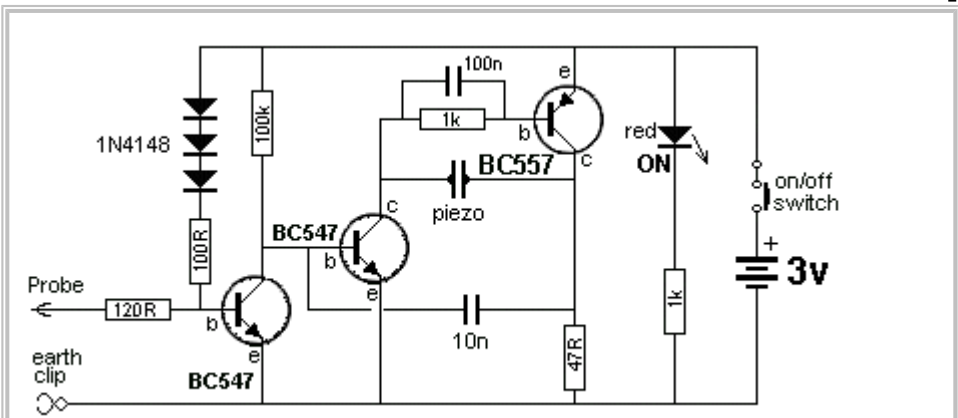 100n
e
1k
100k
1N4148
b
red
ON
BC557
c
piezo
on/off
switch
c
BC547
b
100R
+
3v
Probe
120R
b
e
10n
1k
47R
e
earth
clip
BC547